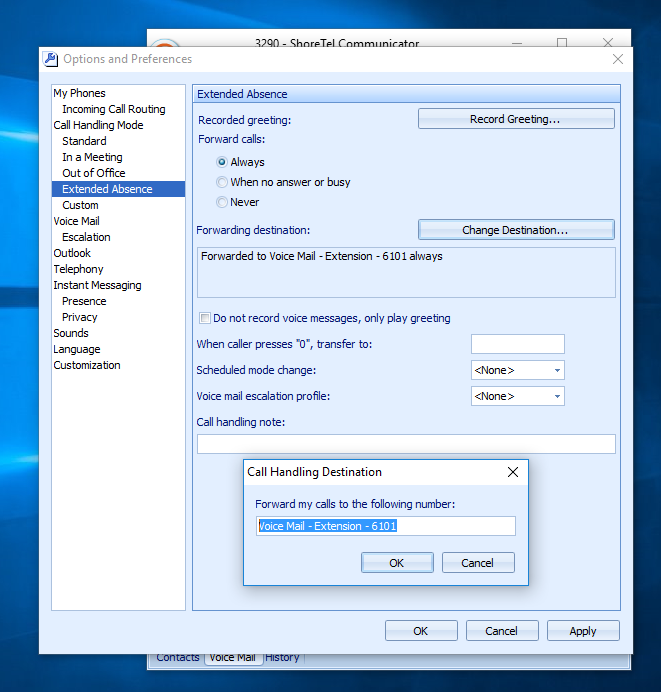 3290 - ShoreTel Communicator
Options and Preferences
My Phones
Incoming Call Routing
Call Handling Mode
Standard
In a Meeting
Out of Office
Extended Absence
Custom
Voice Mail
Escalation
Outlook
Telephony
Instant Messaging
Presence
Privacy
Sounds
Language
Customization
Extended Absence
Recorded greeting:
Record Greeting...
Forward calls:
Always
When no answer or busy
Never
Forwarding destination:
Change Destination...
Forwarded to Voice Mail - Extension - 6101 always
Do not record voice messages, only play greeting
When caller presses "0", transfer to:
Scheduled mode change:
<None>
Voice mail escalation profile:
<None>
Call handling note:
Call Handling Destination
Forward my calls to the following number:
Voice Mail - Extension - 6101
OK
Cancel
OK
Cancel
Apply
Contacts
Voice Mail
History